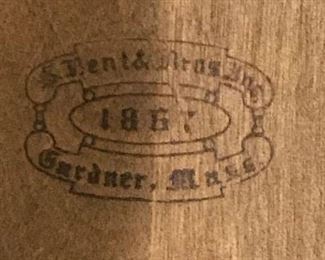 S. Bent & Bros. Inc.
1867
Gardner, Mass.